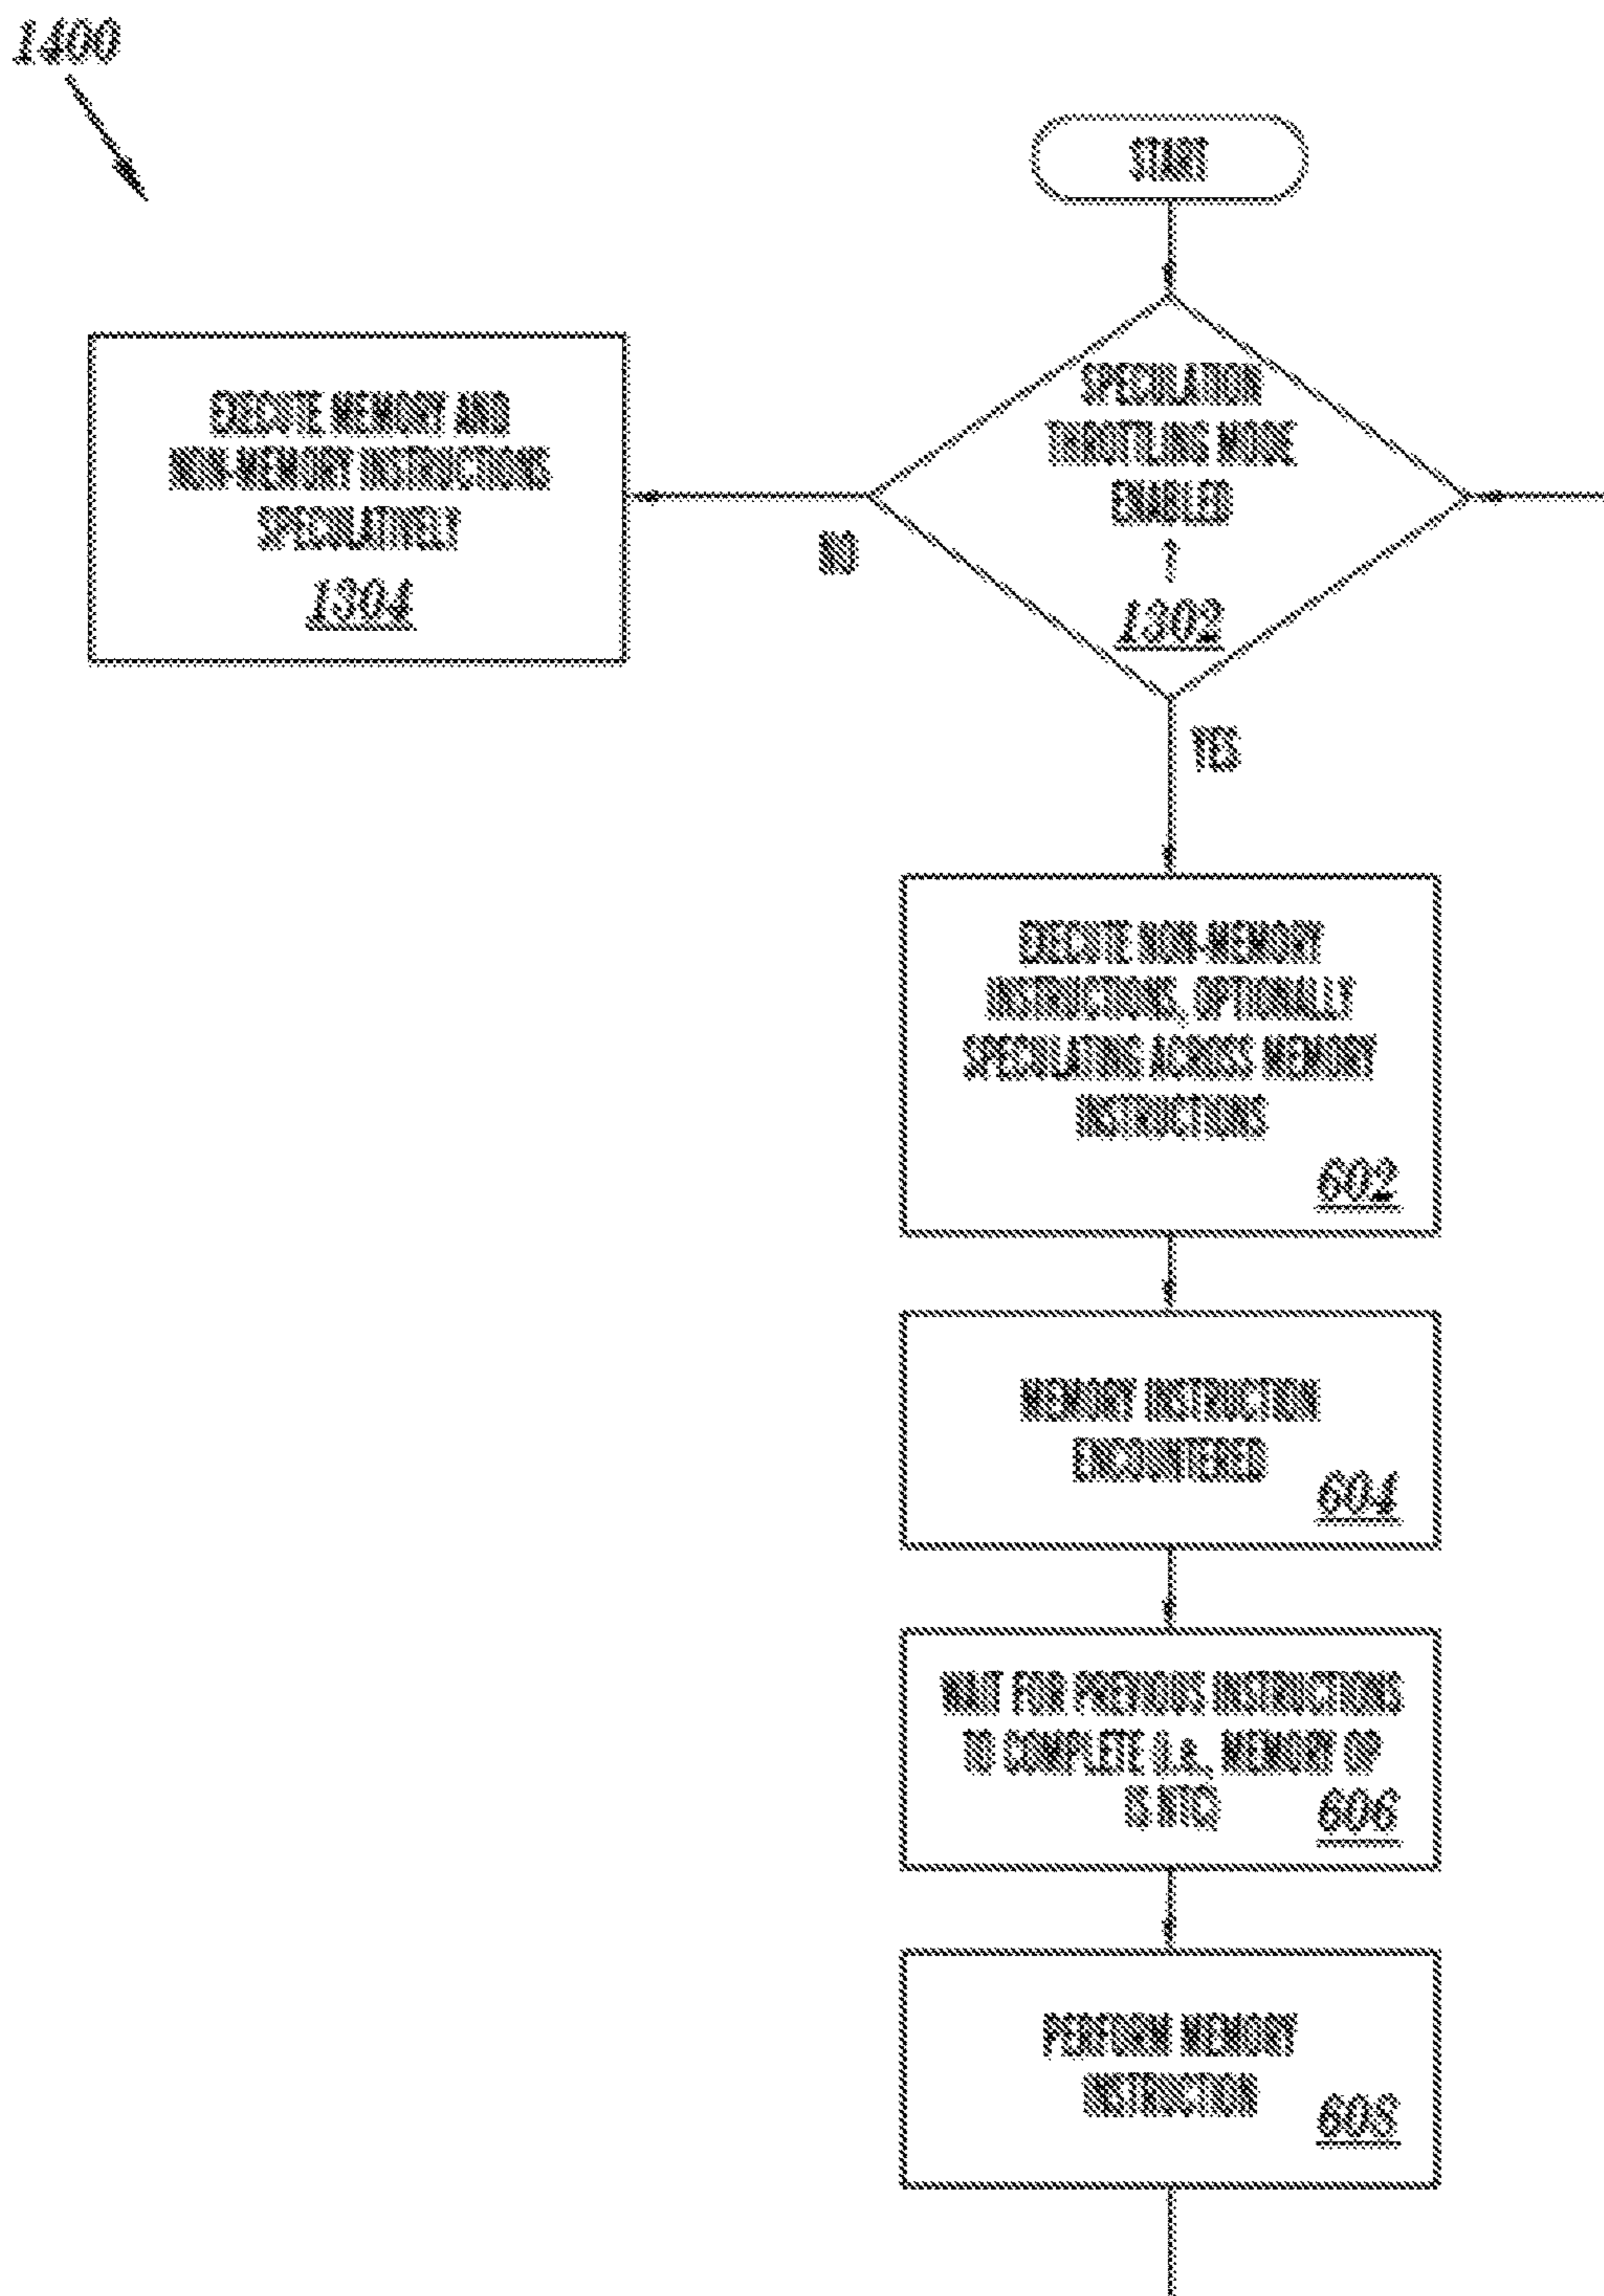 1400
START
SPECULATION
THROTTLING MODE
ENABLED
1302
NO
YES
EXECUTE MEMORY AND
NON-MEMORY INSTRUCTIONS
SPECULATIVELY
1304
EXECUTE NON-MEMORY
INSTRUCTIONS, OPTIONALLY
SPECULATING ACROSS MEMORY
INSTRUCTIONS
602
MEMORY INSTRUCTION
ENCOUNTERED
604
WAIT FOR PREVIOUS INSTRUCTIONS
TO COMPLETE (i.e., MEMORY OP
IS NTC)
606
PERFORM MEMORY
INSTRUCTION
608